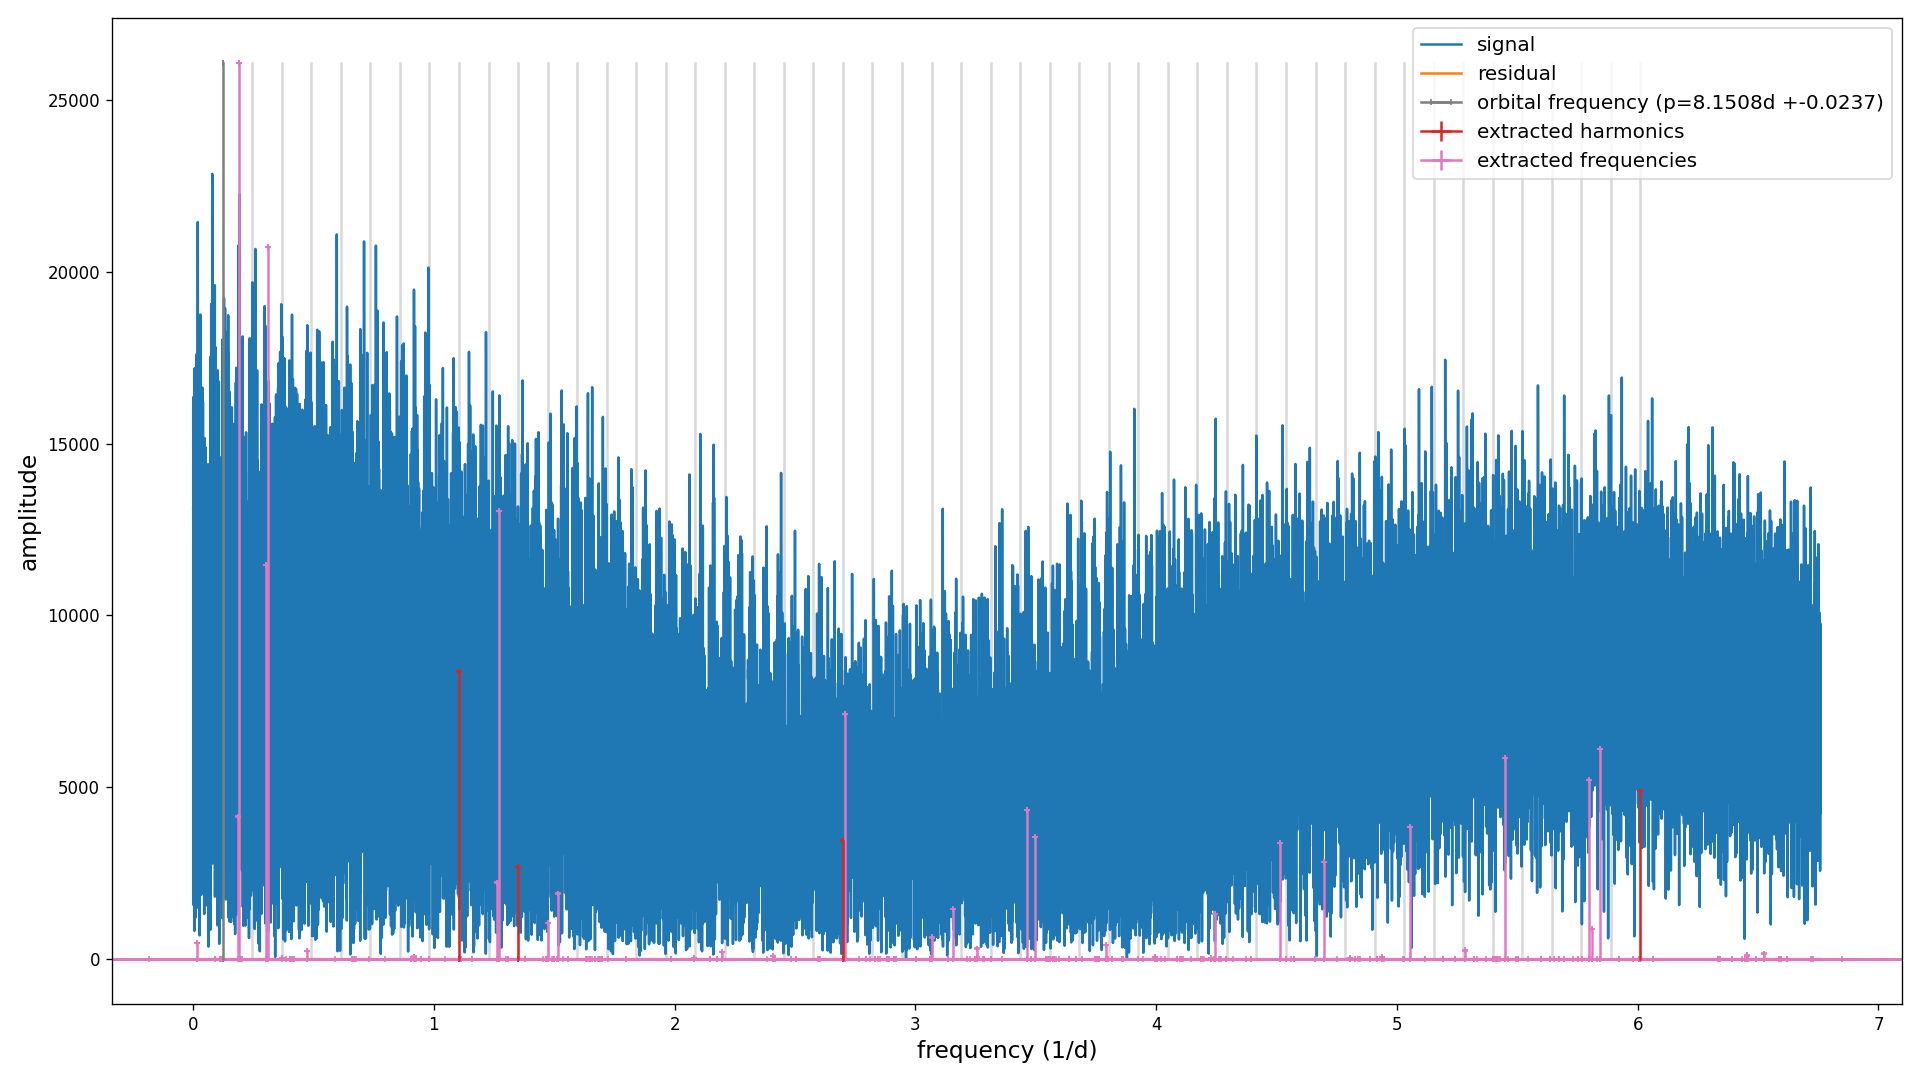 signal
residual
orbital frequency (p=8.1508d +-0.0237)
extracted harmonics
extracted frequencies
amplitude
25000
20000
15000
10000
5000
0
0 1 2 3 4 5 6 7
frequency (1/d)